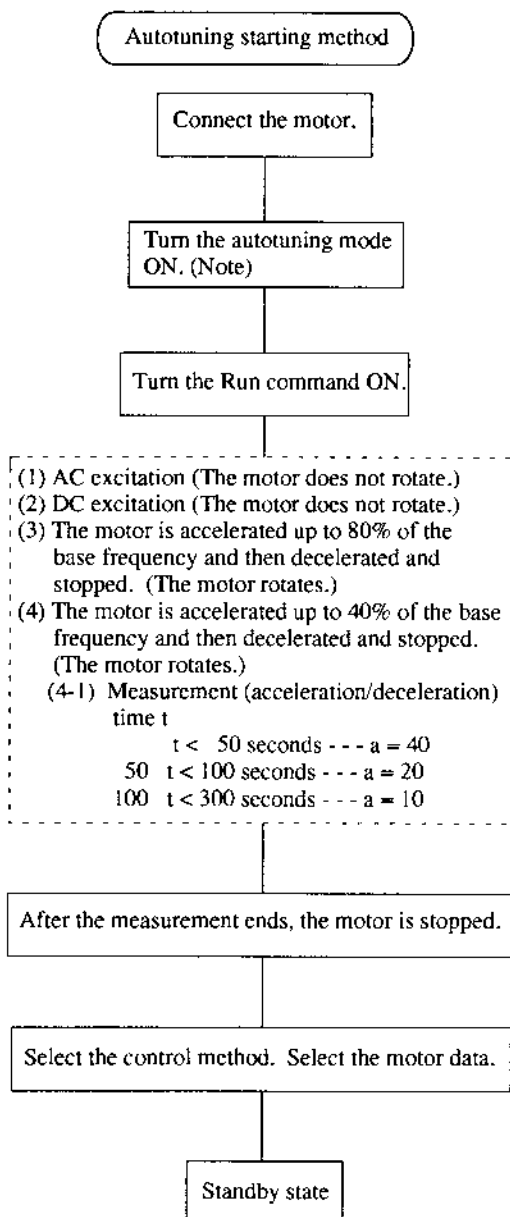 Autotuning starting method
Connect the motor.
Turn the autotuning mode
ON. (Note)
Turn the Run command ON.
(1) AC excitation (The motor does not rotate.)
(2) DC excitation (The motor does not rotate.)
(3) The motor is accelerated up to 80% of the
base frequency and then decelerated and
stopped. (The motor rotates.)
(4) The motor is accelerated up to 40% of the base
frequency and then decelerated and stopped.
(The motor rotates.)
(4-1) Measurement (acceleration/deceleration)
time t
t < 50 seconds - - - a = 40
50 t < 100 seconds - - - a = 20
100 t < 300 seconds - - - a = 10
After the measurement ends, the motor is stopped.
Select the control method. Select the motor data.
Standby state